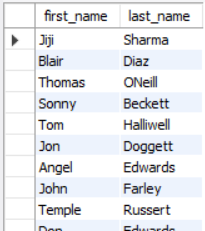 first_name last_name
Jiji Sharma
Blair Diaz
Thomas ONeill
Sonny Beckett
Tom Halliwell
Jon Doggett
Angel Edwards
John Farley
Temple Russert
Don Edwards